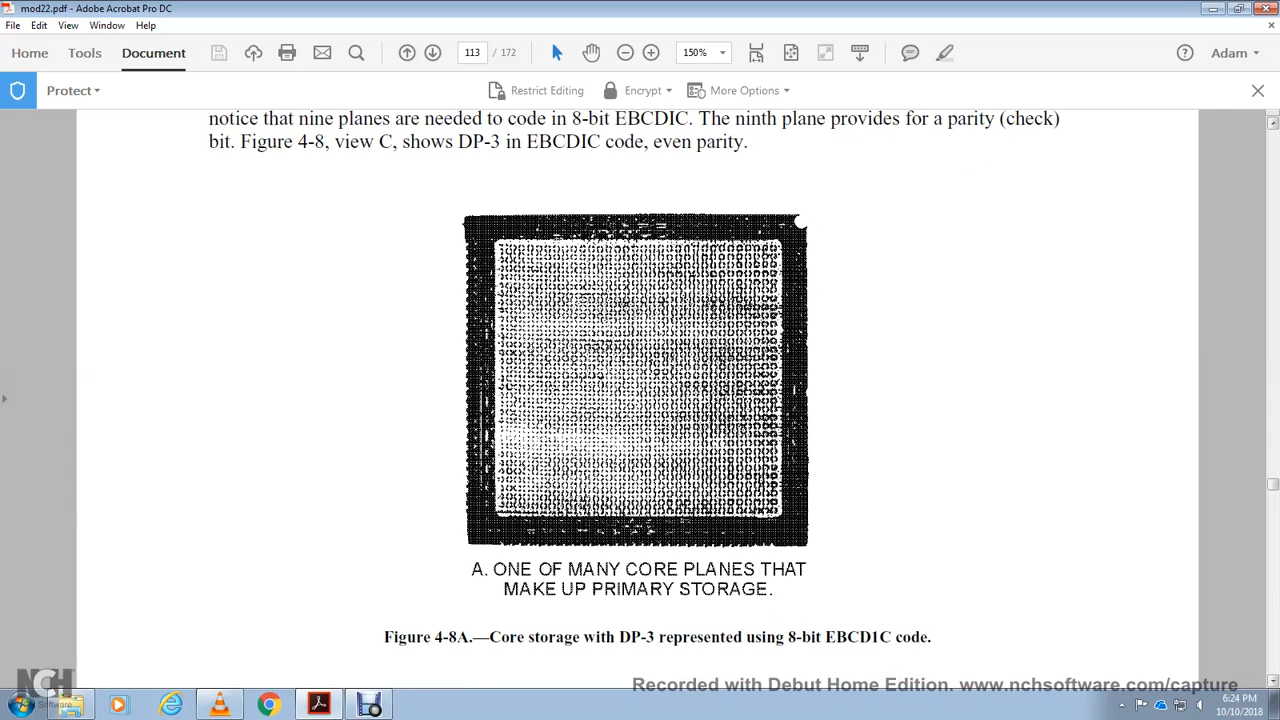 mod22.pdf - Adobe Acrobat Pro DC
File Edit View Window Help
Home Tools Document 113 / 172 150% Adam
Protect Restrict Editing Encrypt More Options
notice that nine planes are needed to code in 8-bit EBCDIC. The ninth plane provides for a parity (check)
bit. Figure 4-8, view C, shows DP-3 in EBCDIC code, even parity.
A. ONE OF MANY CORE PLANES THAT
MAKE UP PRIMARY STORAGE.
Figure 4-8A.—Core storage with DP-3 represented using 8-bit EBCD1C code.
Recorded with Debut Home Edition. www.nchsoftware.com/capture
NCH
NCH Software
6:24 PM
10/10/2018